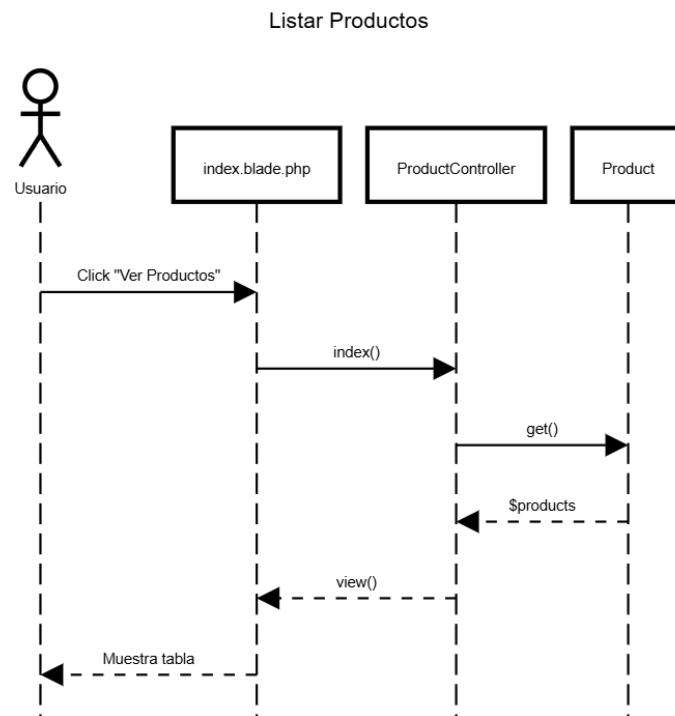 Listar Productos
Usuario
index.blade.php
ProductController
Product
Click "Ver Productos"
index()
get()
$products
view()
Muestra tabla